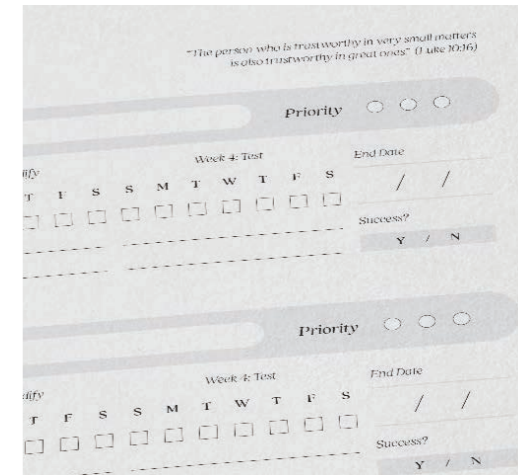 "The person who is trustworthy in very small matters
is also trustworthy in great ones." (Luke 10:16)
Priority
Week 4: Test
End Date
T F S S M T W T F S
/ /
Success?
Y / N
Priority
Week 4: Test
End Date
T F S S M T W T F S
/ /
Success?
Y / N